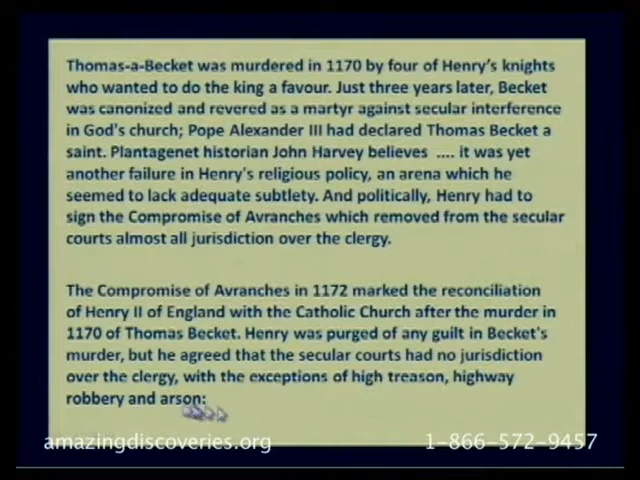 Thomas-a-Becket was murdered in 1170 by four of Henry's knights
who wanted to do the king a favour. Just three years later, Becket
was canonized and revered as a martyr against secular interference
in God's church; Pope Alexander III had declared Thomas Becket a
saint. Plantagenet historian John Harvey believes .... it was yet
another failure in Henry's religious policy, an arena which he
seemed to lack adequate subtlety. And politically, Henry had to
sign the Compromise of Avranches which removed from the secular
courts almost all jurisdiction over the clergy.
The Compromise of Avranches in 1172 marked the reconciliation
of Henry II of England with the Catholic Church after the murder in
1170 of Thomas Becket. Henry was purged of any guilt in Becket's
murder, but he agreed that the secular courts had no jurisdiction
over the clergy, with the exceptions of high treason, highway
robbery and arson:
amazingdiscoveries.org 1-866-572-9457